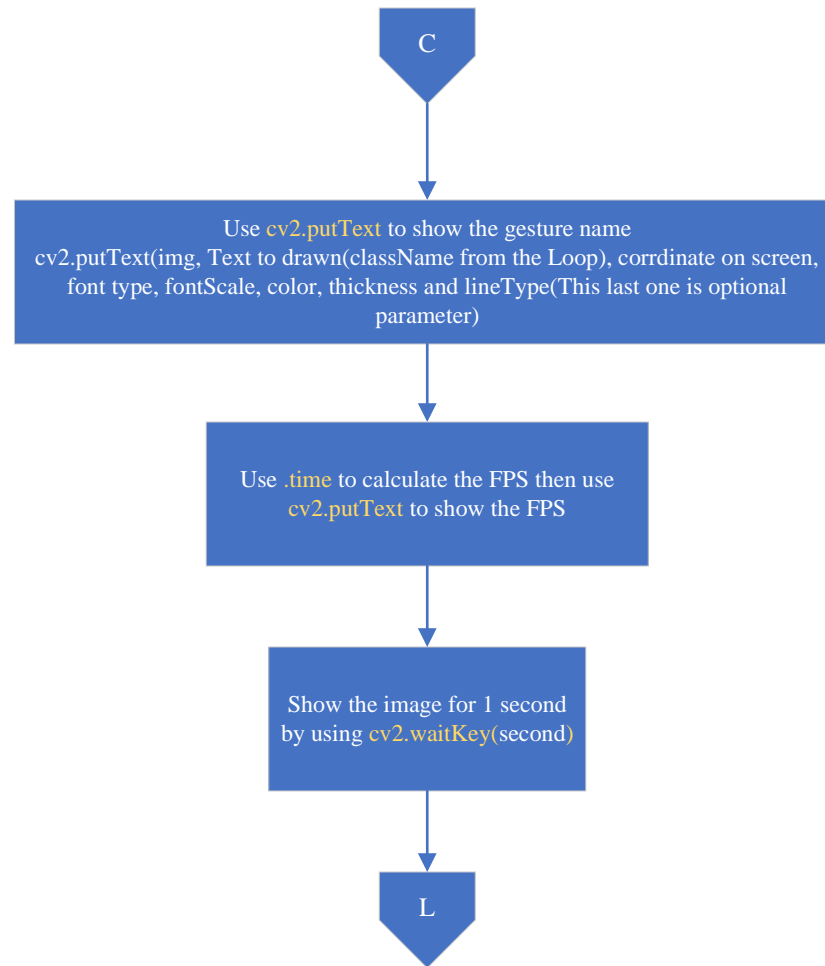 C
Use cv2.putText to show the gesture name
cv2.putText(img, Text to drawn(className from the Loop), corrdinate on screen,
font type, fontScale, color, thickness and lineType(This last one is optional
parameter)
Use .time to calculate the FPS then use
cv2.putText to show the FPS
Show the image for 1 second
by using cv2.waitKey(second)
L